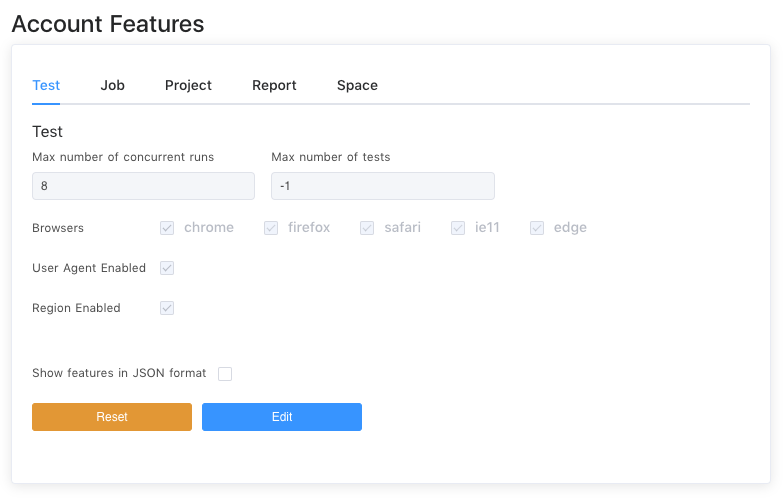 Account Features
Test Job Project Report Space
Test
Max number of concurrent runs Max number of tests
8 -1
Browsers chrome firefox safari ie11 edge
User Agent Enabled
Region Enabled
Show features in JSON format
Reset Edit